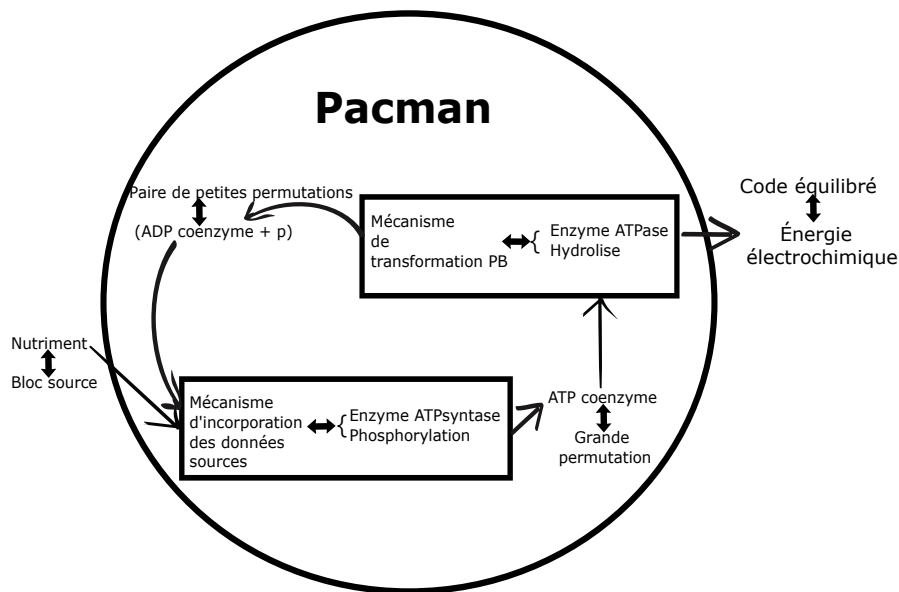 Pacman
Paire de petites permutations
(ADP coenzyme + p)
Mécanisme
de
transformation PB
{ Enzyme ATPase
Hydrolise
Code équilibré
Énergie
électrochimique
Nutriment
Bloc source
Mécanisme
d'incorporation
des données
sources
{ Enzyme ATPsyntase
Phosphorylation
ATP coenzyme
Grande
permutation